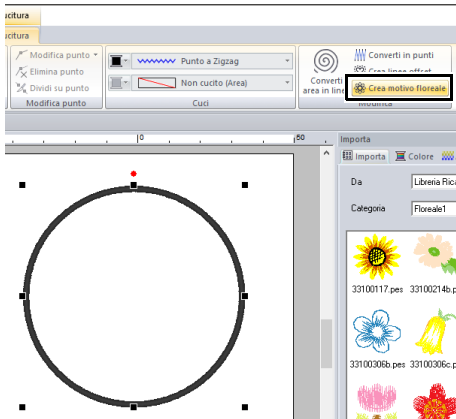 ucitura
ucitura
Modifica punto
Elimina punto
Dividi su punto
Modifica punto
Punto a Zigzag
Non cucito (Area)
Cuci
Converti
area in line
Converti in punti
Crea linee offset
Crea motivo floreale
Modifica
0
50
Importa
Importa
Colore
Da
Libreria Rica
Categoria
Floreale1
33100117.pes
33100214b.p
33100306b.pes
33100306c.p